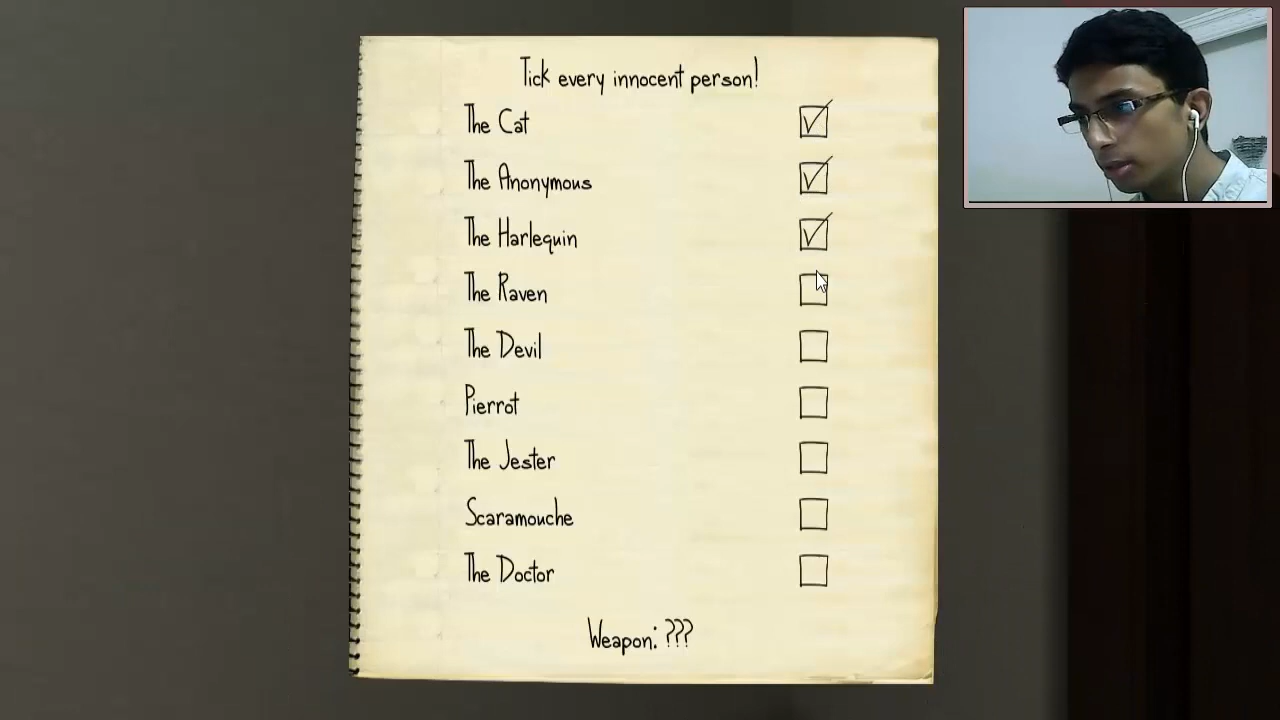 Tick every innocent person!
The Cat
The Anonymous
The Harlequin
The Raven
The Devil
Pierrot
The Jester
Scaramouche
The Doctor
Weapon: ???